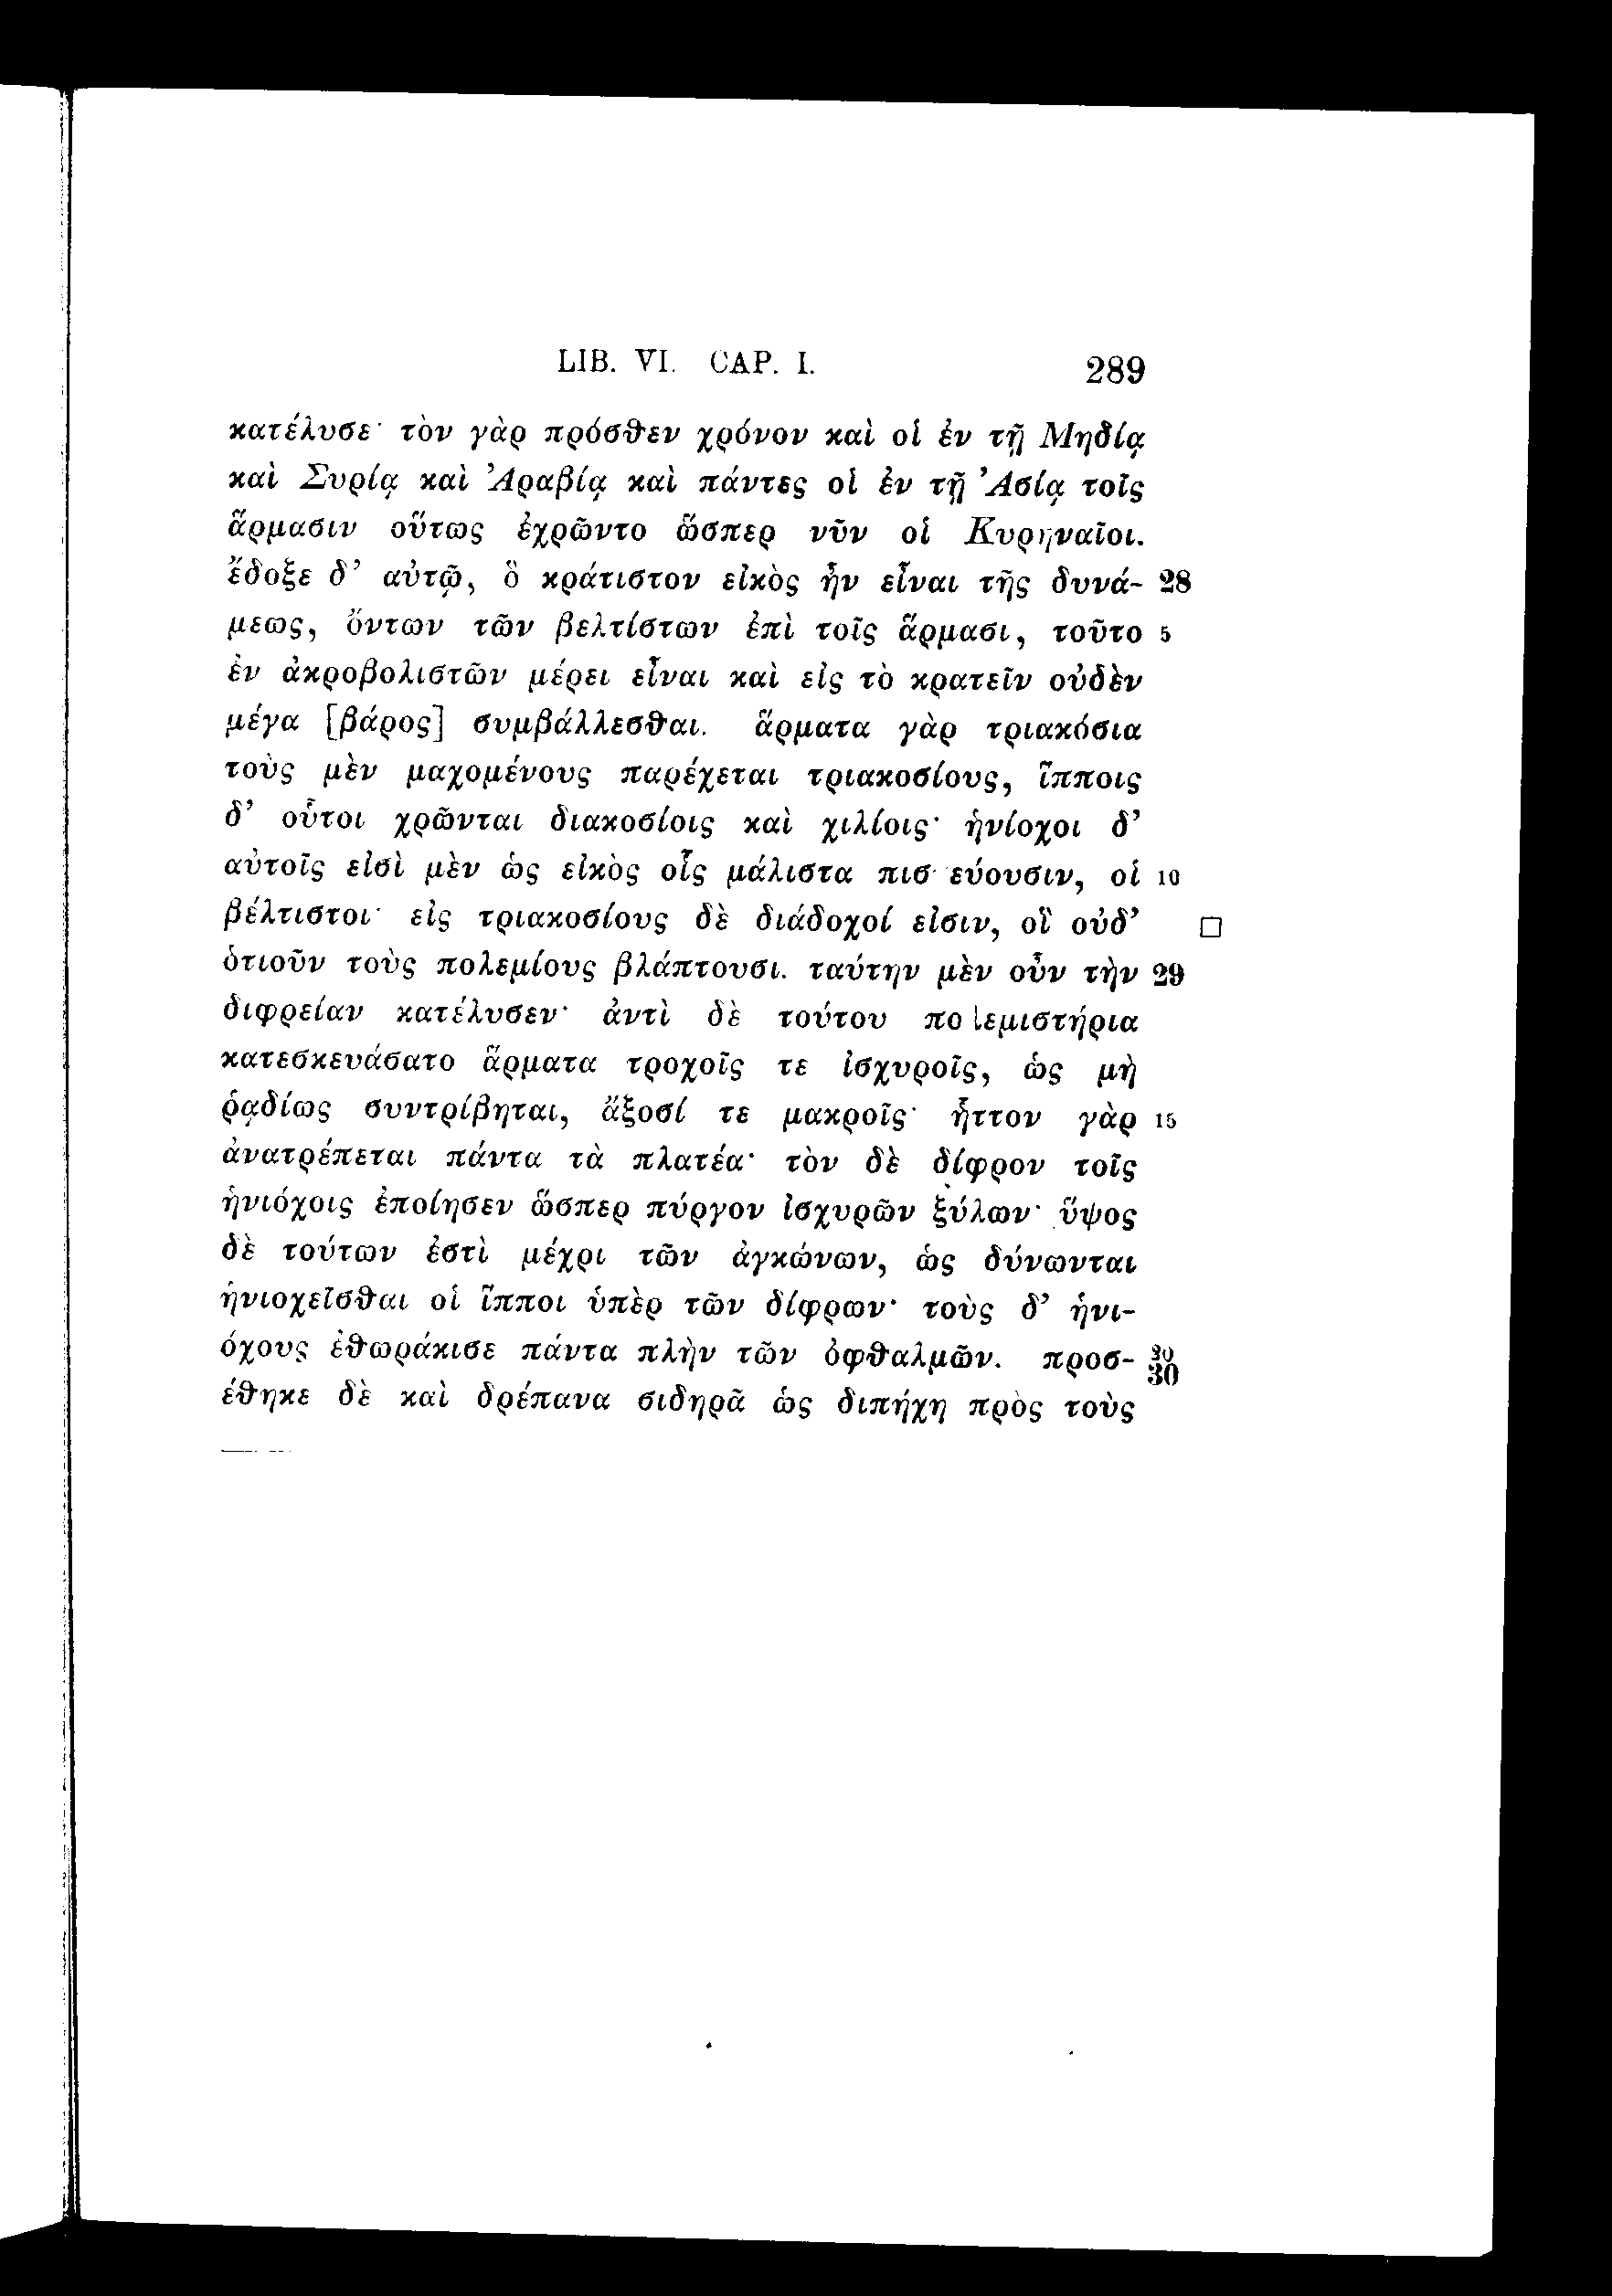 LIB. VI. CAP. I. 289
κατέλυσε· τὸν γὰρ πρόσθεν χρόνον καὶ οἱ ἐν τῇ Μηδίᾳ
καὶ Συρίᾳ καὶ Ἀραβίᾳ καὶ πάντες οἱ ἐν τῇ Ἀσίᾳ τοῖς
ἅρμασιν οὕτως ἐχρῶντο ὥσπερ νῦν οἱ Κυρηναῖοι.
ἔδοξε δ’ αὐτῷ, ὃ κράτιστον εἰκὸς ἦν εἶναι τῆς δυνά- 28
μεως, ὄντων τῶν βελτίστων ἐπὶ τοῖς ἅρμασι, τοῦτο 5
ἐν ἀκροβολιστῶν μέρει εἶναι καὶ εἰς τὸ κρατεῖν οὐδὲν
μέγα [βάρος] συμβάλλεσθαι. ἅρματα γὰρ τριακόσια
τοὺς μὲν μαχομένους παρέχεται τριακοσίους, ἵπποις
δ’ οὗτοι χρῶνται διακοσίοις καὶ χιλίοις· ἡνίοχοι δ’
αὐτοῖς εἰσὶ μὲν ὡς εἰκὸς οἷς μάλιστα πισ εύουσιν, οἱ 10
βέλτιστοι· εἰς τριακοσίους δὲ διάδοχοί εἰσιν, οἳ οὐδ’
ὁτιοῦν τοὺς πολεμίους βλάπτουσι. ταύτην μὲν οὖν τὴν 29
διφρείαν κατέλυσεν· ἀντὶ δὲ τούτου πολεμιστήρια
κατεσκευάσατο ἅρματα τροχοῖς τε ἰσχυροῖς, ὡς μὴ
ῥᾳδίως συντρίβηται, ἄξοσί τε μακροῖς· ἧττον γὰρ 15
ἀνατρέπεται πάντα τὰ πλατέα· τὸν δὲ δίφρον τοῖς
ἡνιόχοις ἐποίησεν ὥσπερ πύργον ἰσχυρῶν ξύλων· ὕψος
δὲ τούτων ἐστὶ μέχρι τῶν ἀγκώνων, ὡς δύνωνται
ἡνιοχεῖσθαι οἱ ἵπποι ὑπὲρ τῶν δίφρων· τοὺς δ’ ἡνι-
όχους ἐθωράκισε πάντα πλὴν τῶν ὀφθαλμῶν. προσ- 20 30
έθηκε δὲ καὶ δρέπανα σιδηρᾶ ὡς διπήχη πρὸς τοὺς